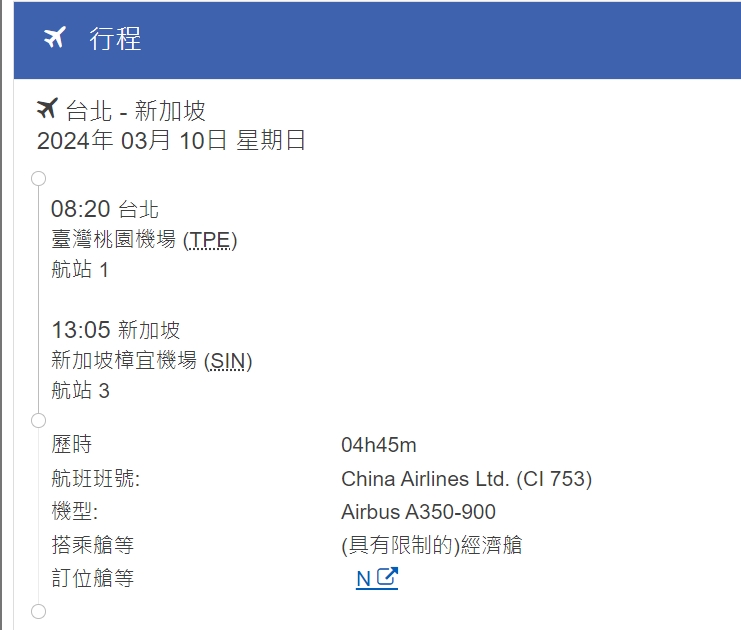 行程
台北 - 新加坡
2024年 03月 10日 星期日
08:20 台北
臺灣桃園機場 (TPE)
航站 1
13:05 新加坡
新加坡樟宜機場 (SIN)
航站 3
歷時 04h45m
航班班號: China Airlines Ltd. (CI 753)
機型: Airbus A350-900
搭乘艙等 (具有限制的)經濟艙
訂位艙等 N